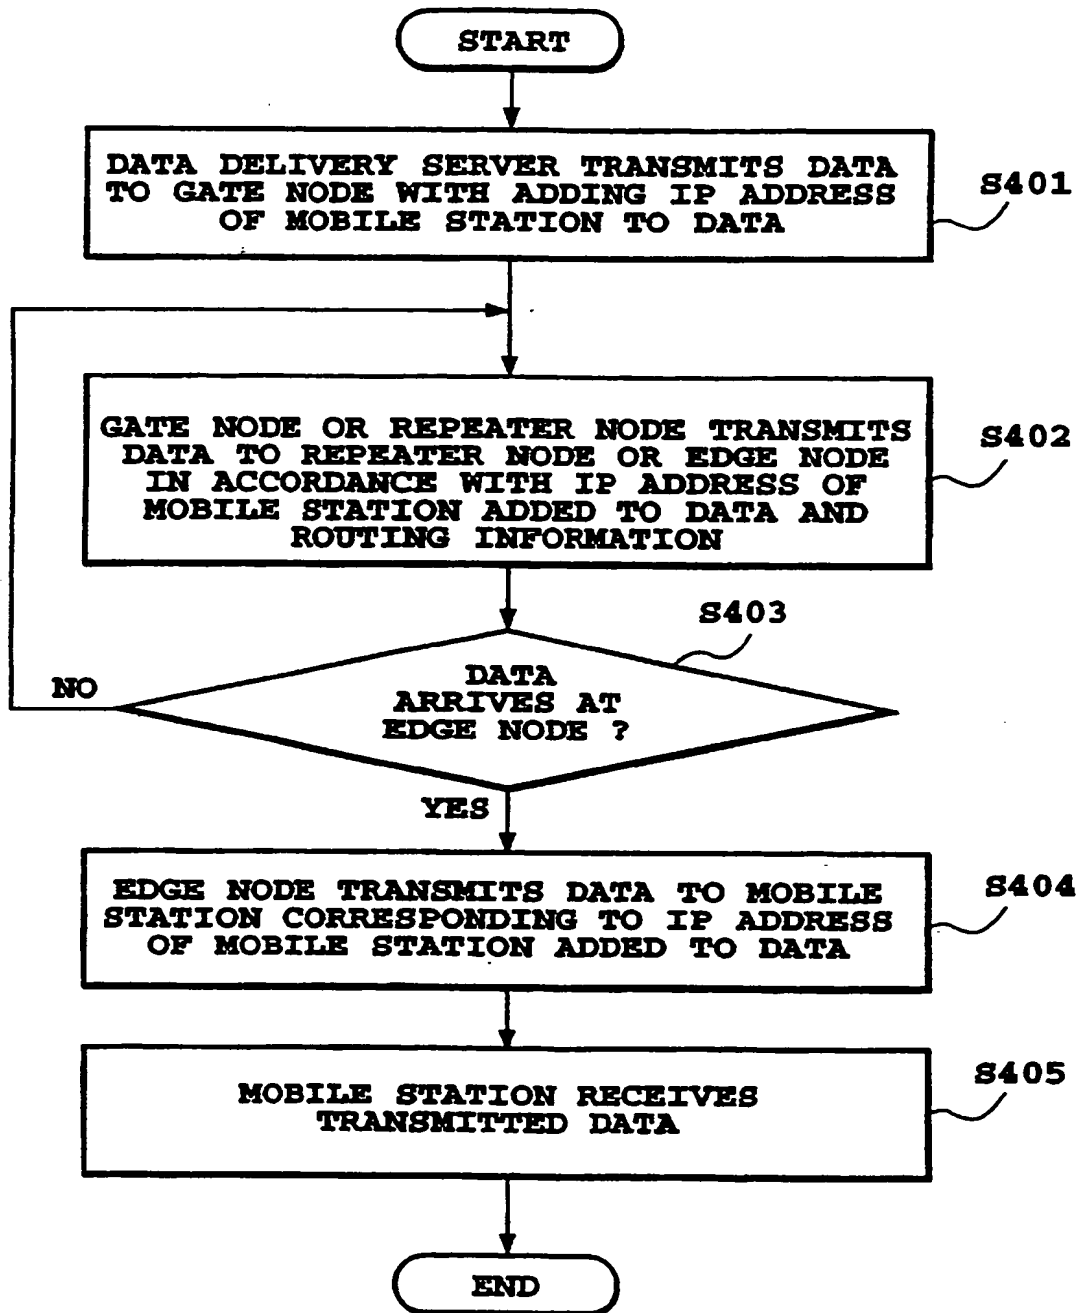 START
DATA DELIVERY SERVER TRANSMITS DATA
TO GATE NODE WITH ADDING IP ADDRESS
OF MOBILE STATION TO DATA
S401
GATE NODE OR REPEATER NODE TRANSMITS
DATA TO REPEATER NODE OR EDGE NODE
IN ACCORDANCE WITH IP ADDRESS OF
MOBILE STATION ADDED TO DATA AND
ROUTING INFORMATION
S402
S403
DATA
ARRIVES AT
EDGE NODE ?
NO
YES
EDGE NODE TRANSMITS DATA TO MOBILE
STATION CORRESPONDING TO IP ADDRESS
OF MOBILE STATION ADDED TO DATA
S404
MOBILE STATION RECEIVES
TRANSMITTED DATA
S405
END